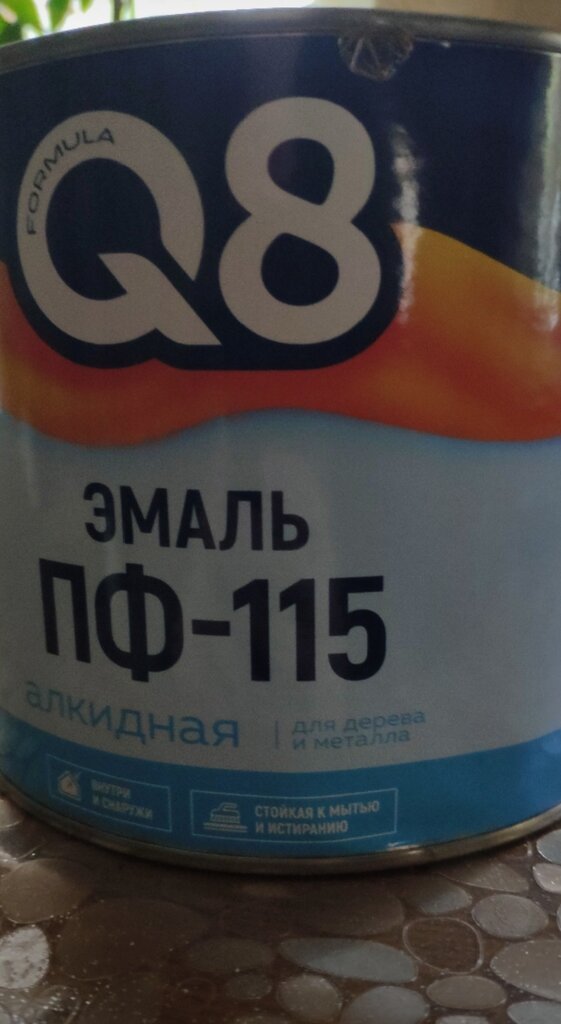 FORMULA
Q8
ЭМАЛЬ
ПФ-115
алкидная
для дерева
и металла
ВНУТРИ
И СНАРУЖИ
СТОЙКАЯ К МЫТЬЮ
И ИСТИРАНИЮ